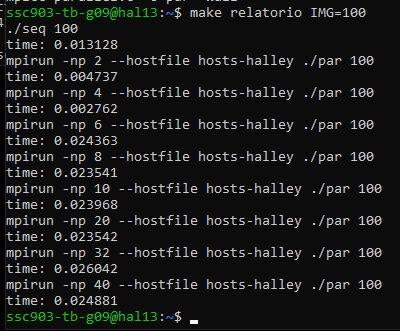 ssc903-tb-g09@hal13:~$ make relatorio IMG=100
./seq 100
time: 0.013128
mpirun -np 2 --hostfile hosts-halley ./par 100
time: 0.004737
mpirun -np 4 --hostfile hosts-halley ./par 100
time: 0.002762
mpirun -np 6 --hostfile hosts-halley ./par 100
time: 0.024363
mpirun -np 8 --hostfile hosts-halley ./par 100
time: 0.023541
mpirun -np 10 --hostfile hosts-halley ./par 100
time: 0.023968
mpirun -np 20 --hostfile hosts-halley ./par 100
time: 0.023542
mpirun -np 32 --hostfile hosts-halley ./par 100
time: 0.026042
mpirun -np 40 --hostfile hosts-halley ./par 100
time: 0.024881
ssc903-tb-g09@hal13:~$